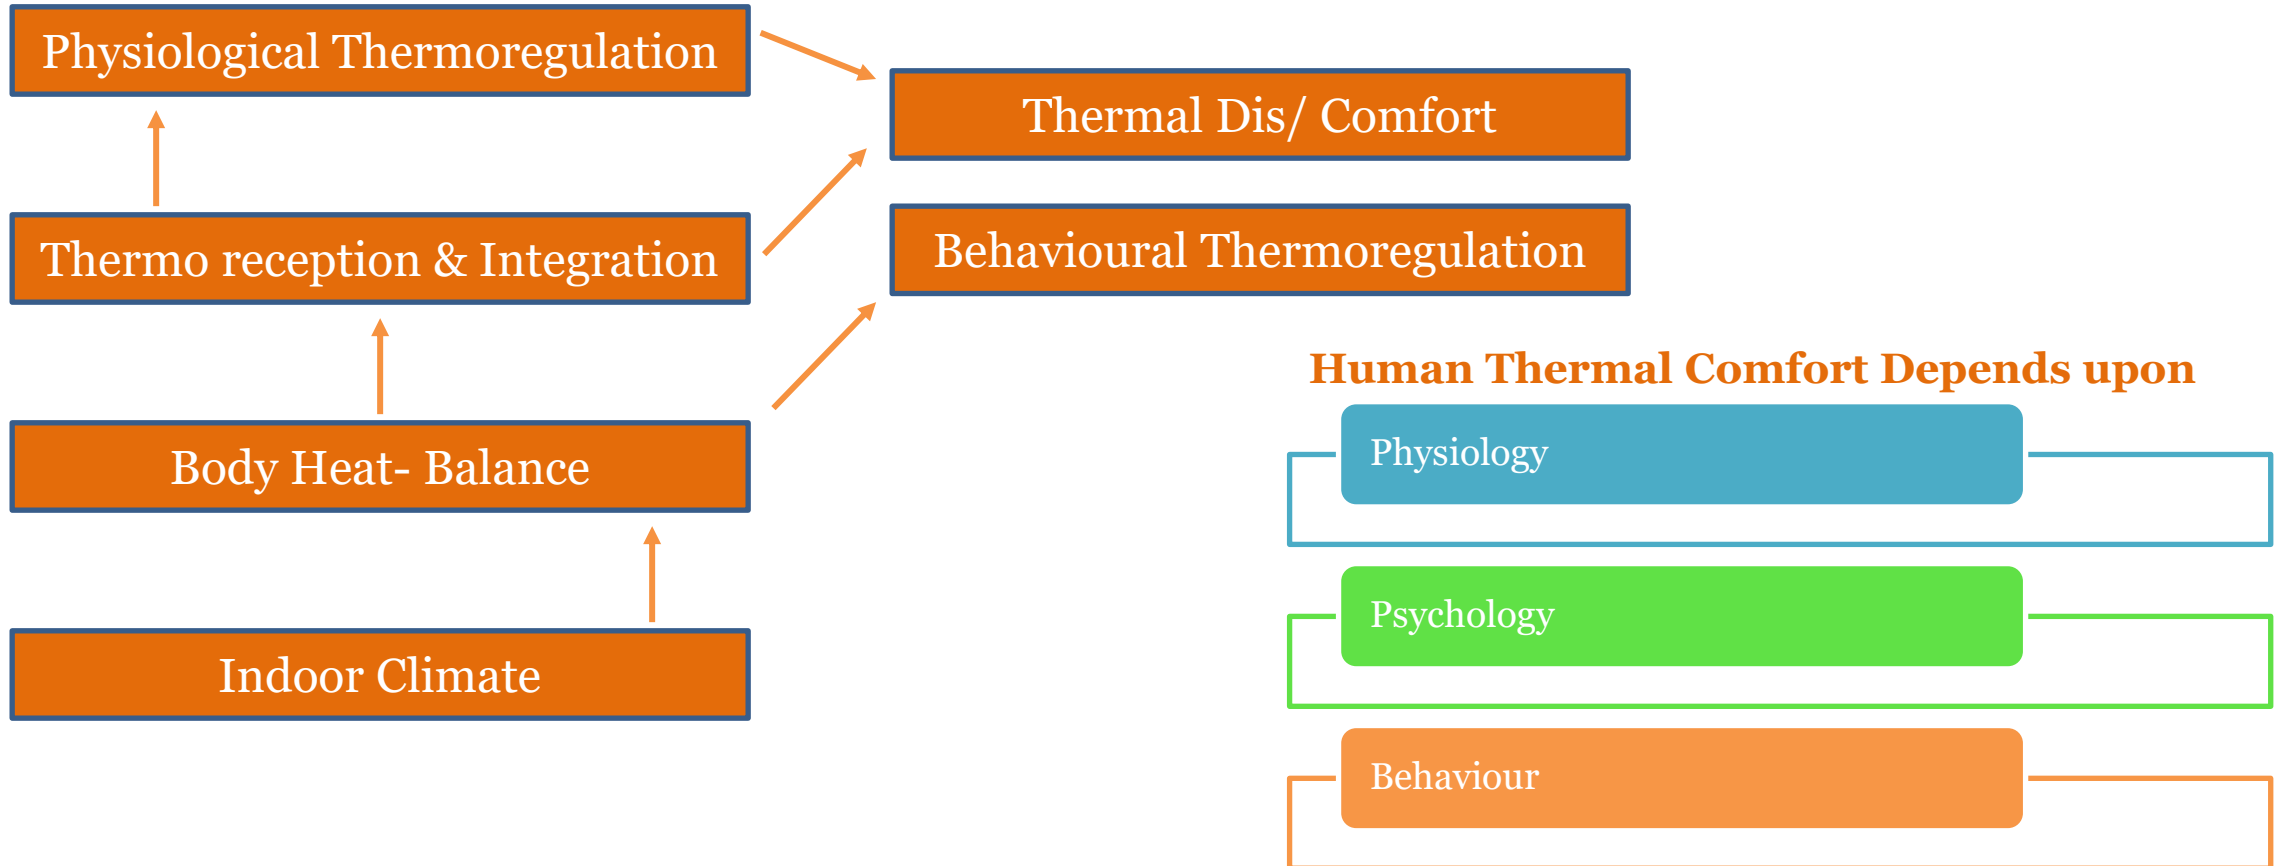 Physiological Thermoregulation
Thermal Dis/ Comfort
Thermo reception & Integration
Behavioural Thermoregulation
Body Heat- Balance
Indoor Climate
Human Thermal Comfort Depends upon
Physiology
Psychology
Behaviour